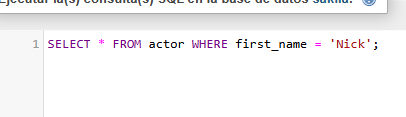 Ejecutar la(s) consulta(s) SQL en la base de datos sakila:
1 SELECT * FROM actor WHERE first_name = 'Nick';